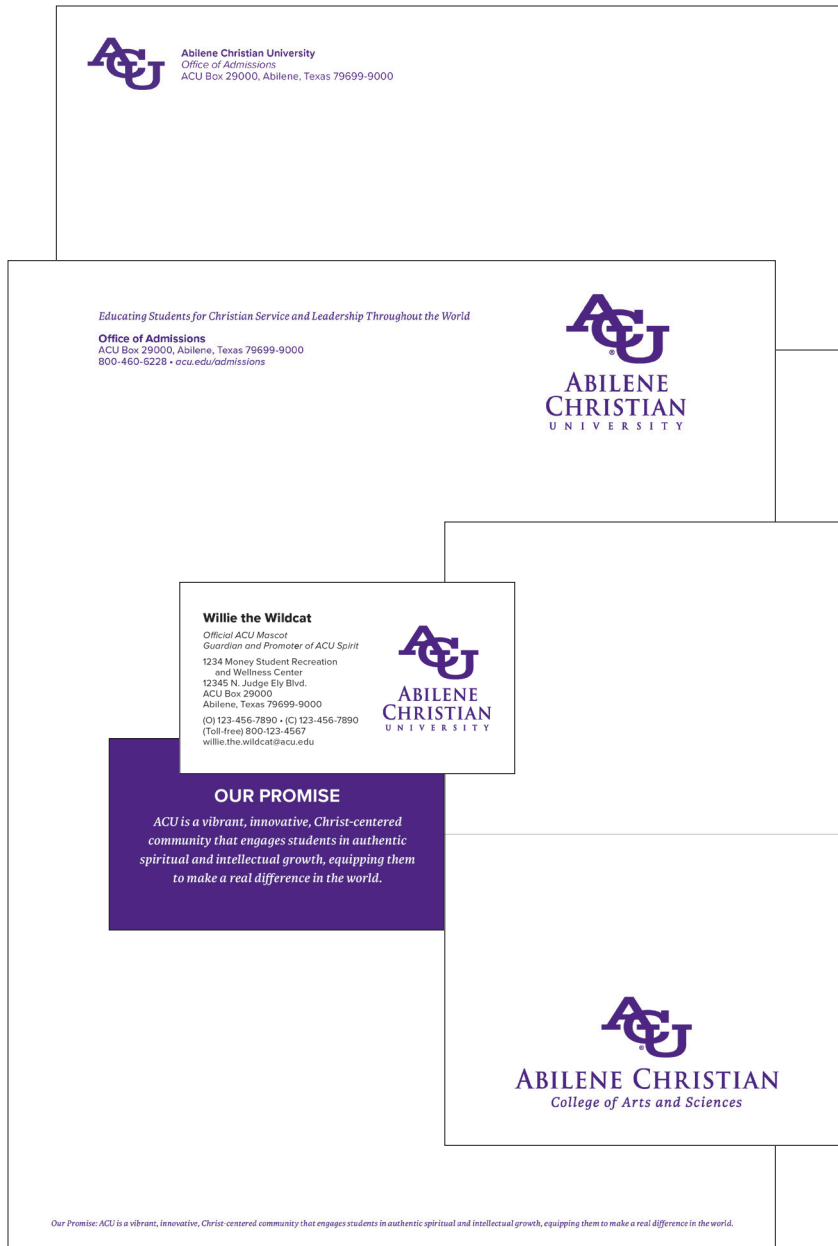 ACU
Abilene Christian University
Office of Admissions
ACU Box 29000, Abilene, Texas 79699-9000
Educating Students for Christian Service and Leadership Throughout the World
Office of Admissions
ACU Box 29000, Abilene, Texas 79699-9000
800-460-6228 • acu.edu/admissions
ACU
®
ABILENE
CHRISTIAN
UNIVERSITY
Willie the Wildcat
Official ACU Mascot
Guardian and Promoter of ACU Spirit
1234 Money Student Recreation
and Wellness Center
12345 N. Judge Ely Blvd.
ACU Box 29000
Abilene, Texas 79699-9000
(O) 123-456-7890 • (C) 123-456-7890
(Toll-free) 800-123-4567
willie.the.wildcat@acu.edu
ACU
ABILENE
CHRISTIAN
UNIVERSITY
OUR PROMISE
ACU is a vibrant, innovative, Christ-centered
community that engages students in authentic
spiritual and intellectual growth, equipping them
to make a real difference in the world.
ACU
®
ABILENE CHRISTIAN
College of Arts and Sciences
Our Promise: ACU is a vibrant, innovative, Christ-centered community that engages students in authentic spiritual and intellectual growth, equipping them to make a real difference in the world.